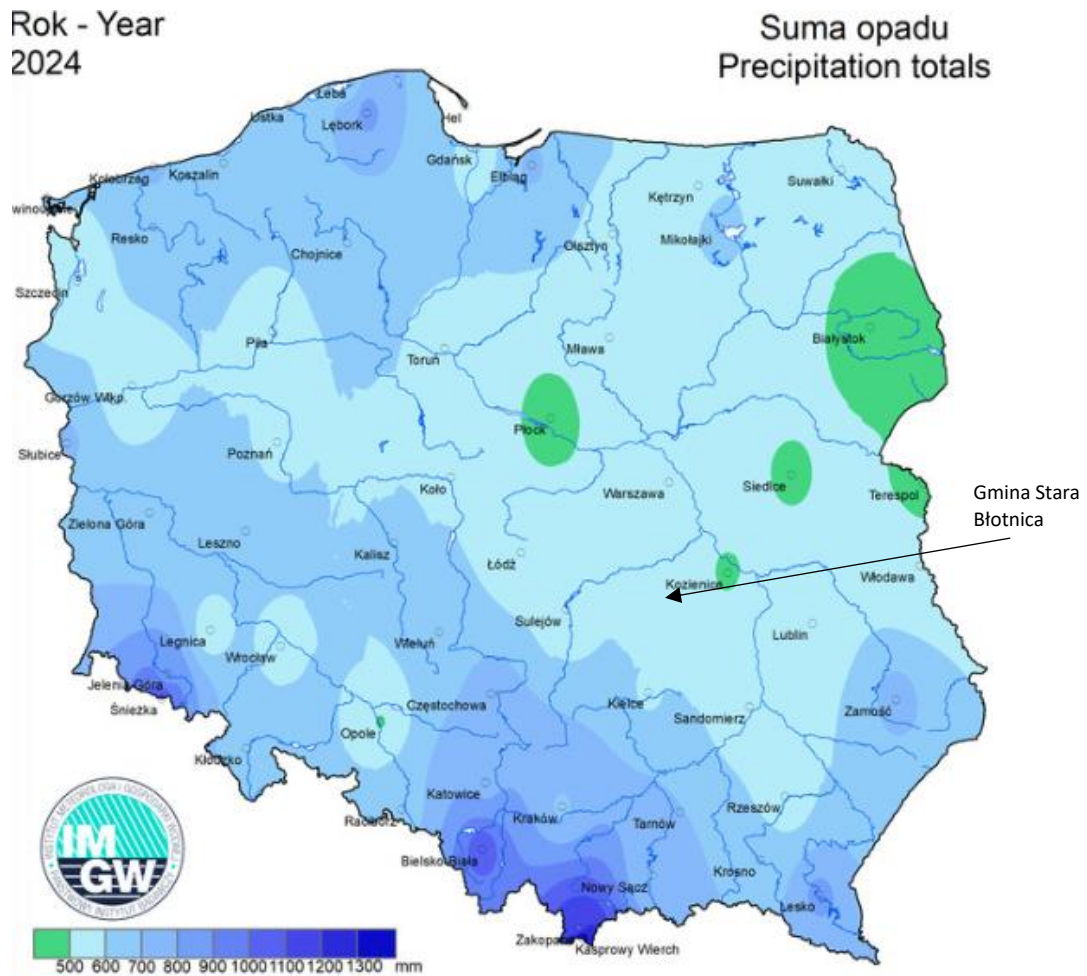 Rok - Year
2024
Suma opadu
Precipitation totals
Łeba
Ustka
Lębork
Hel
Gdańsk
Elbląg
Kołobrzeg
Koszalin
Kętrzyn
Suwałki
Resko
Chojnice
Olsztyn
Mikołajki
Szczecin
Piła
Toruń
Mława
Białystok
Gorzów Wlkp.
Płock
Słubice
Poznań
Koło
Warszawa
Siedlce
Terespol
Gmina Stara
Błotnica
Zielona Góra
Leszno
Kalisz
Łódź
Kozienice
Włodawa
Sulejów
Lublin
Legnica
Wrocław
Wieluń
Jelenia Góra
Śnieżka
Częstochowa
Kielce
Sandomierz
Zamość
Opole
Kłodzko
Katowice
Kraków
Tarnów
Rzeszów
Racibórz
Bielsko-Biała
Krosno
Nowy Sącz
Lesko
Zakopane
Kasprowy Wierch
IM
GW
500 600 700 800 900 1000 1100 1200 1300 mm